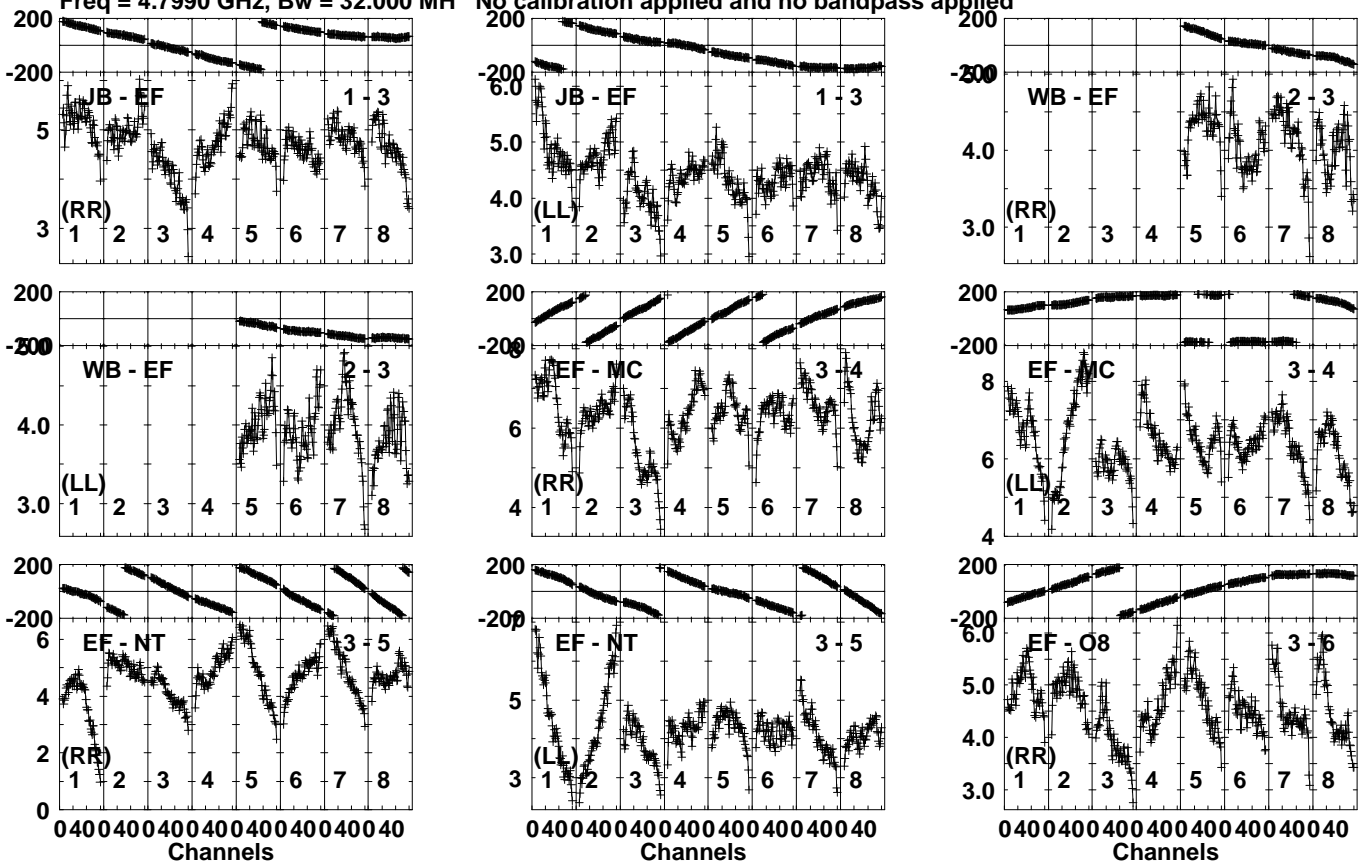 Freq = 4.7990 GHz, Bw = 32.000 MH No calibration applied and no bandpass applied
200 200 200
-200 -200 -200
JB - EF 1 - 3 6.0 JB - EF 1 - 3 5.0 WB - EF 2 - 3
5 5.0 4.0
(RR) 4.0 (LL) (RR)
3 3.0 3.0
1 2 3 4 5 6 7 8 1 2 3 4 5 6 7 8 1 2 3 4 5 6 7 8
200 200 200
-200 -200 -200
5.0 WB - EF 2 - 3 8 EF - MC 3 - 4 EF - MC 3 - 4
4.0 6 8
(LL) (RR) 6 (LL)
3.0 4 4
1 2 3 4 5 6 7 8 1 2 3 4 5 6 7 8 1 2 3 4 5 6 7 8
200 200 200
-200 -200 -200
6 EF - NT 3 - 5 7 EF - NT 3 - 5 6.0 EF - O8 3 - 6
4 5 5.0
2 (RR) (LL) 4.0 (RR)
0 3 3.0
1 2 3 4 5 6 7 8 1 2 3 4 5 6 7 8 1 2 3 4 5 6 7 8
0 40 0 40 0 40 0 40 0 40 0 40 0 40 0 40 0 40 0 40 0 40 0 40 0 40 0 40 0 40 0 40 0 40 0 40 0 40 0 40 0 40 0 40 0 40 0 40
Channels Channels Channels